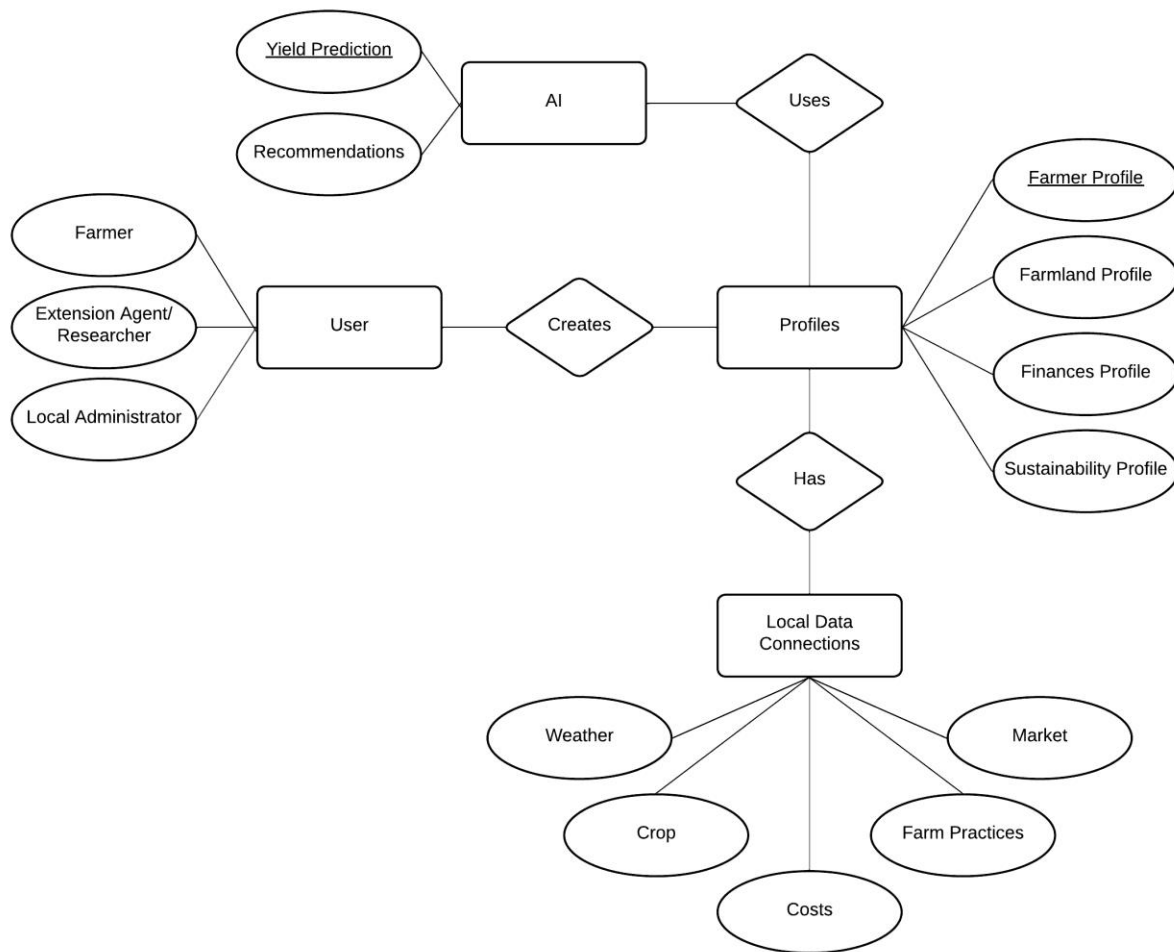 Yield Prediction
AI
Uses
Recommendations
Farmer Profile
Farmer
Farmland Profile
Extension Agent/
Researcher
User
Creates
Profiles
Finances Profile
Local Administrator
Sustainability Profile
Has
Local Data
Connections
Weather
Market
Crop
Farm Practices
Costs